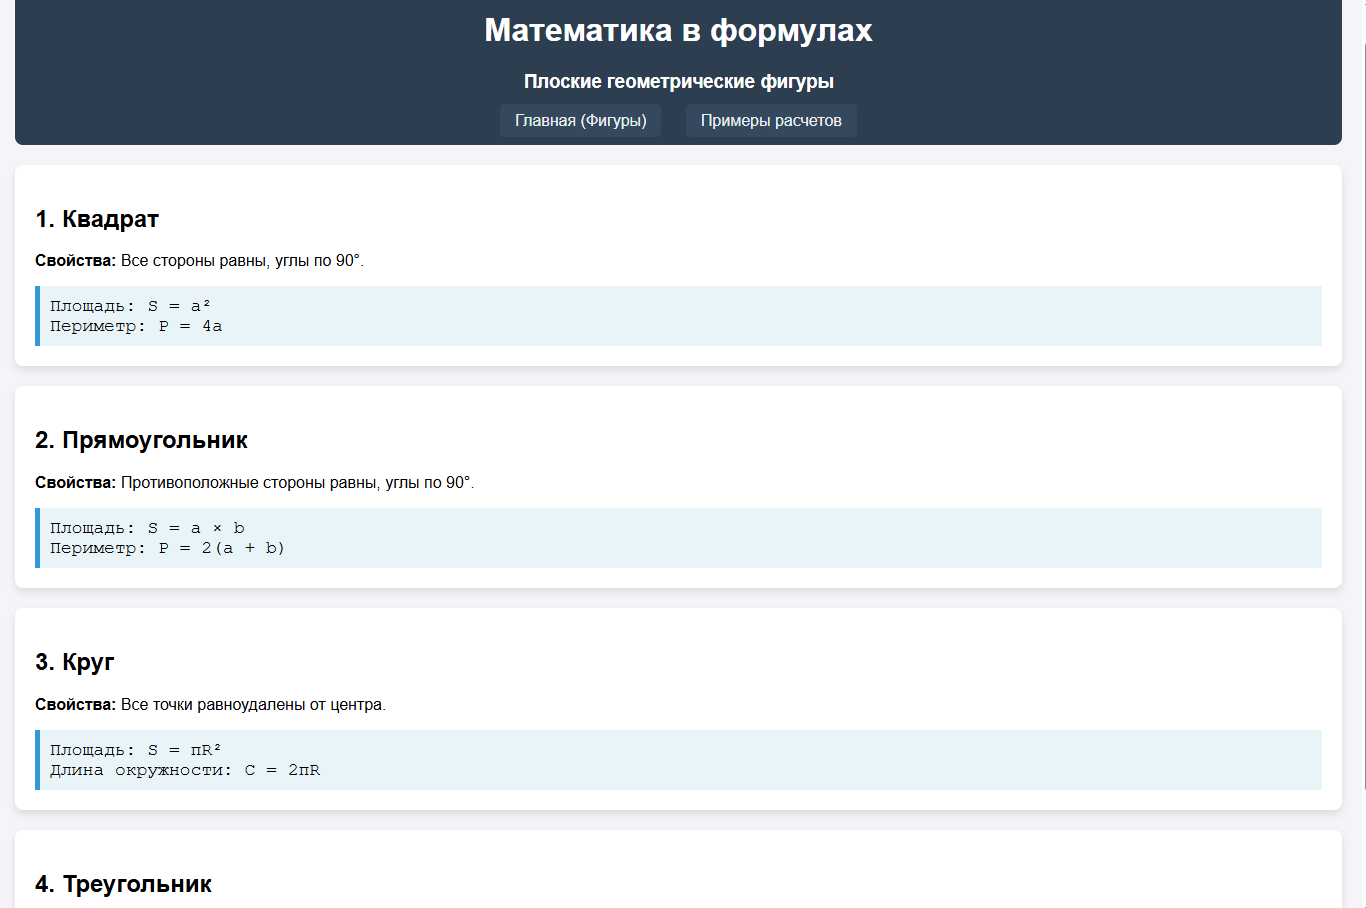 Математика в формулах
Плоские геометрические фигуры
Главная (Фигуры) Примеры расчетов
1. Квадрат
Свойства: Все стороны равны, углы по 90°.
Площадь: S = a²
Периметр: P = 4a
2. Прямоугольник
Свойства: Противоположные стороны равны, углы по 90°.
Площадь: S = a × b
Периметр: P = 2(a + b)
3. Круг
Свойства: Все точки равноудалены от центра.
Площадь: S = πR²
Длина окружности: C = 2πR
4. Треугольник